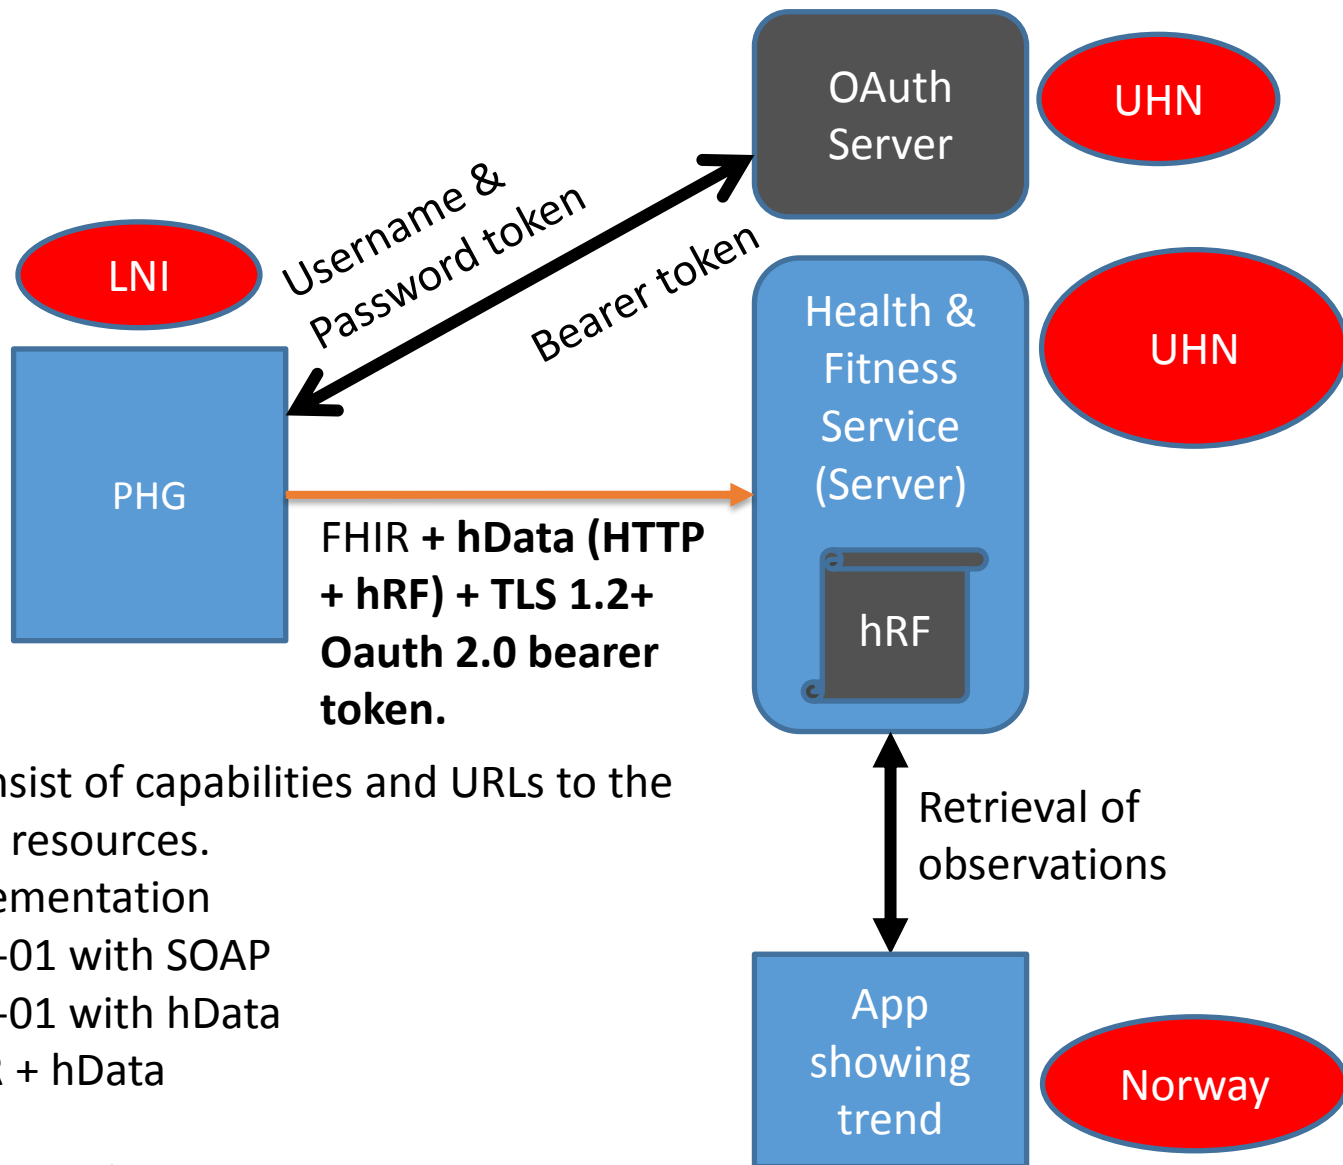 OAuth
Server
UHN
Username &
Password token
Bearer token
LNI
Health &
Fitness
Service
(Server)
UHN
PHG
FHIR + hData (HTTP
+ hRF) + TLS 1.2+
Oauth 2.0 bearer
token.
hRF
nsist of capabilities and URLs to the
resources.
ementation
-01 with SOAP
-01 with hData
R + hData
Retrieval of
observations
App
showing
trend
Norway